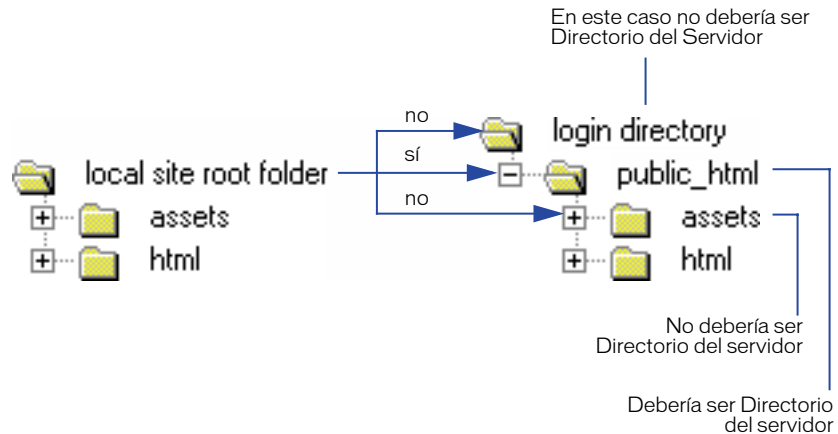 En este caso no debería ser
Directorio del Servidor
no
login directory
sí
local site root folder
public_html
no
assets
assets
html
html
No debería ser
Directorio del servidor
Debería ser Directorio
del servidor